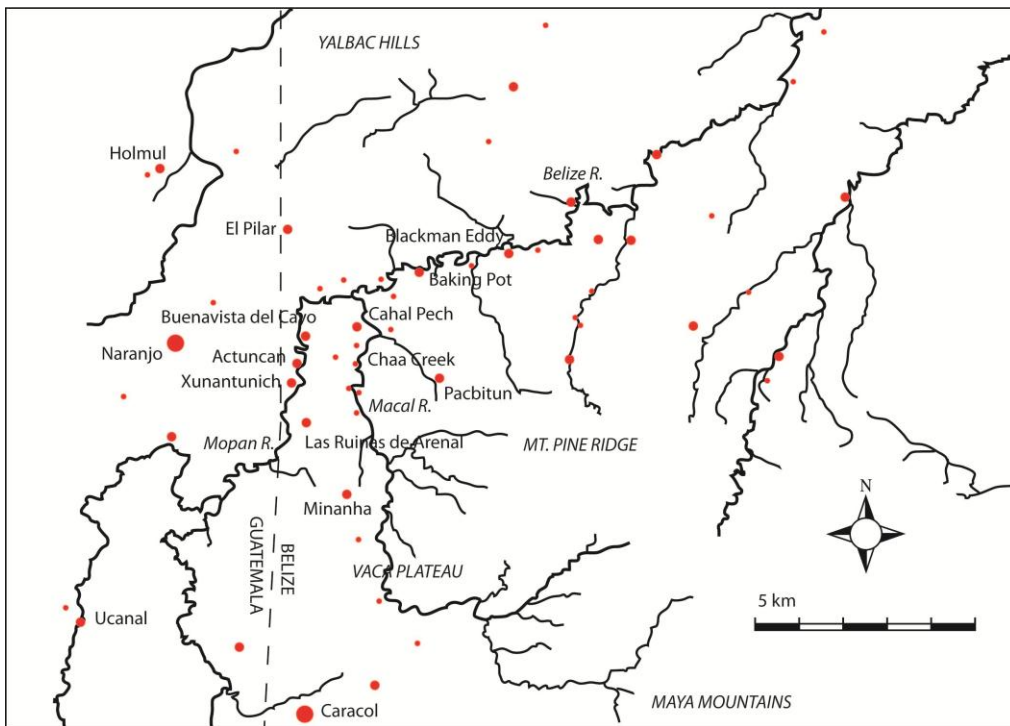 YALBAC HILLS
Holmul
Belize R.
El Pilar
Blackman Eddy
Baking Pot
Buenavista del Cayo
Cahal Pech
Naranjo
Actuncan
Chaa Creek
Xunantunich
Pacbitun
Macal R.
Mopan R.
Las Ruinas de Arenal
MT. PINE RIDGE
Minanha
N
BELIZE
GUATEMALA
VACA PLATEAU
5 km
Ucanal
MAYA MOUNTAINS
Caracol